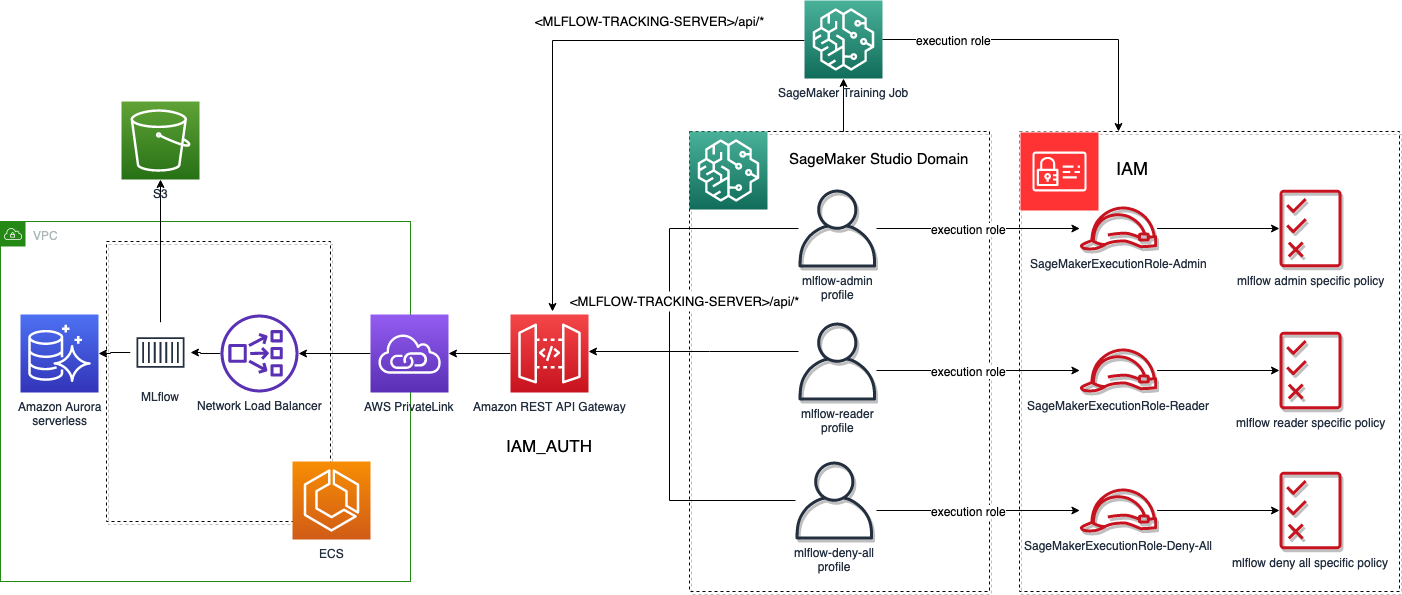 <MLFLOW-TRACKING-SERVER>/api/*
execution role
SageMaker Training Job
SageMaker Studio Domain
IAM
S3
VPC
execution role
SageMakerExecutionRole-Admin
mlflow admin specific policy
mlflow-admin
profile
<MLFLOW-TRACKING-SERVER>/api/*
MLflow
Amazon Aurora
serverless
Network Load Balancer
AWS PrivateLink
Amazon REST API Gateway
IAM_AUTH
execution role
mlflow-reader
profile
SageMakerExecutionRole-Reader
mlflow reader specific policy
ECS
execution role
mlflow-deny-all
profile
SageMakerExecutionRole-Deny-All
mlflow deny all specific policy